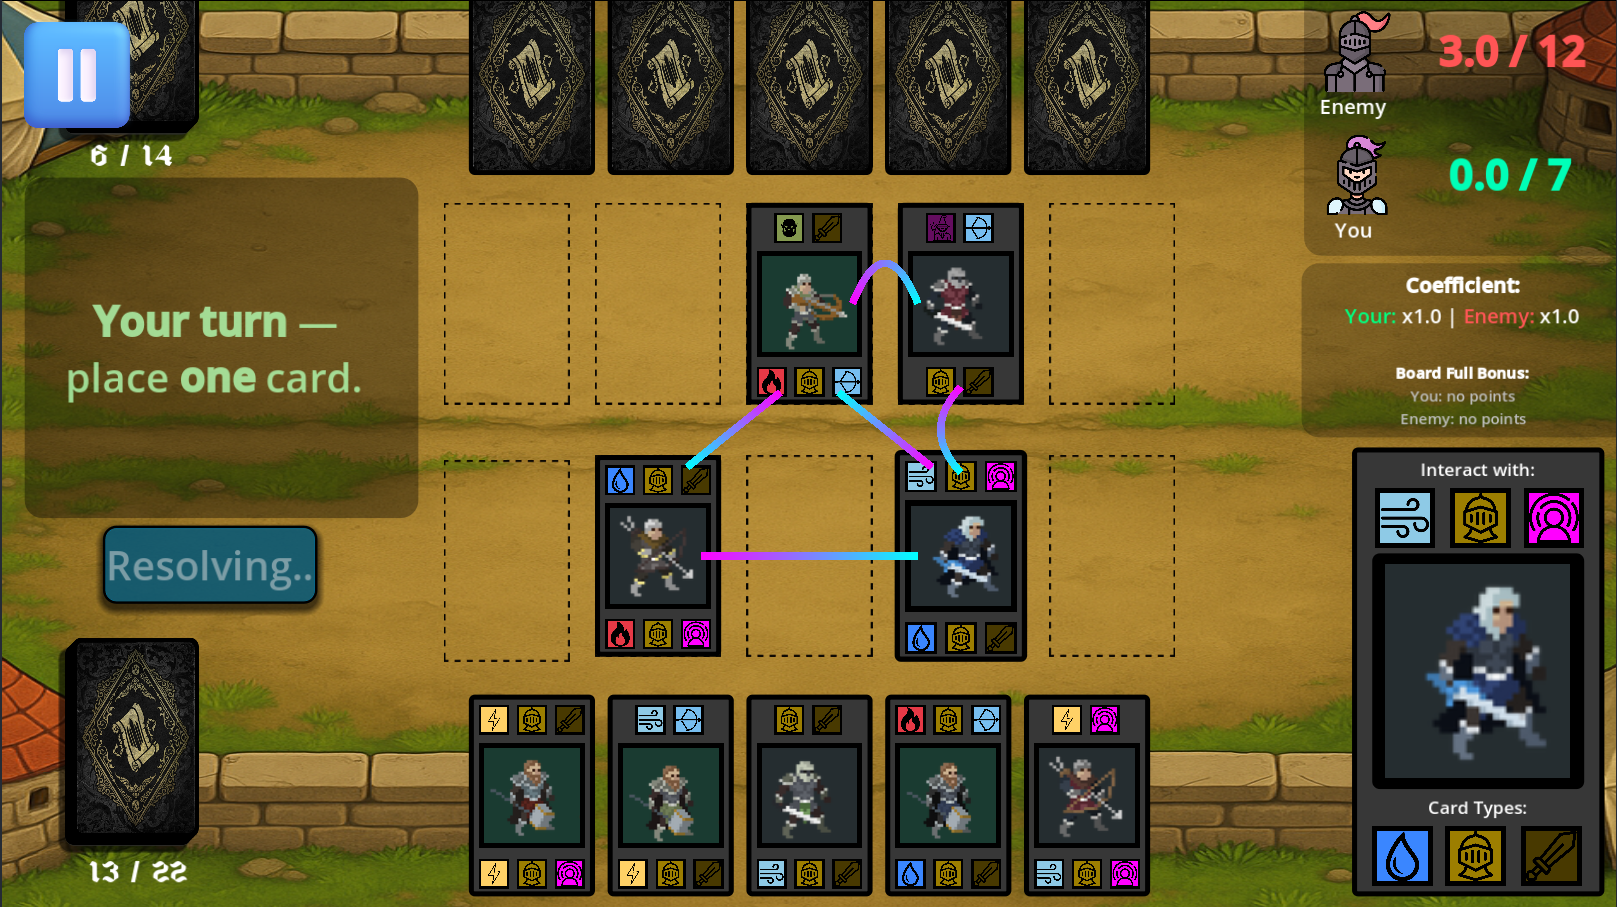 6 / 14
Your turn —
place one card.
Resolving..
13 / 22
3.0 / 12
Enemy
0.0 / 7
You
Coefficient:
Your: x1.0 | Enemy: x1.0
Board Full Bonus:
You: no points
Enemy: no points
Interact with:
Card Types: